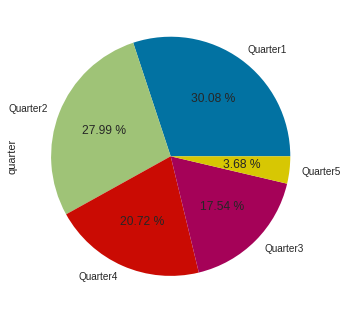 Quarter1
30.08 %
Quarter2
27.99 %
quarter
3.68 %
Quarter5
17.54 %
20.72 %
Quarter3
Quarter4